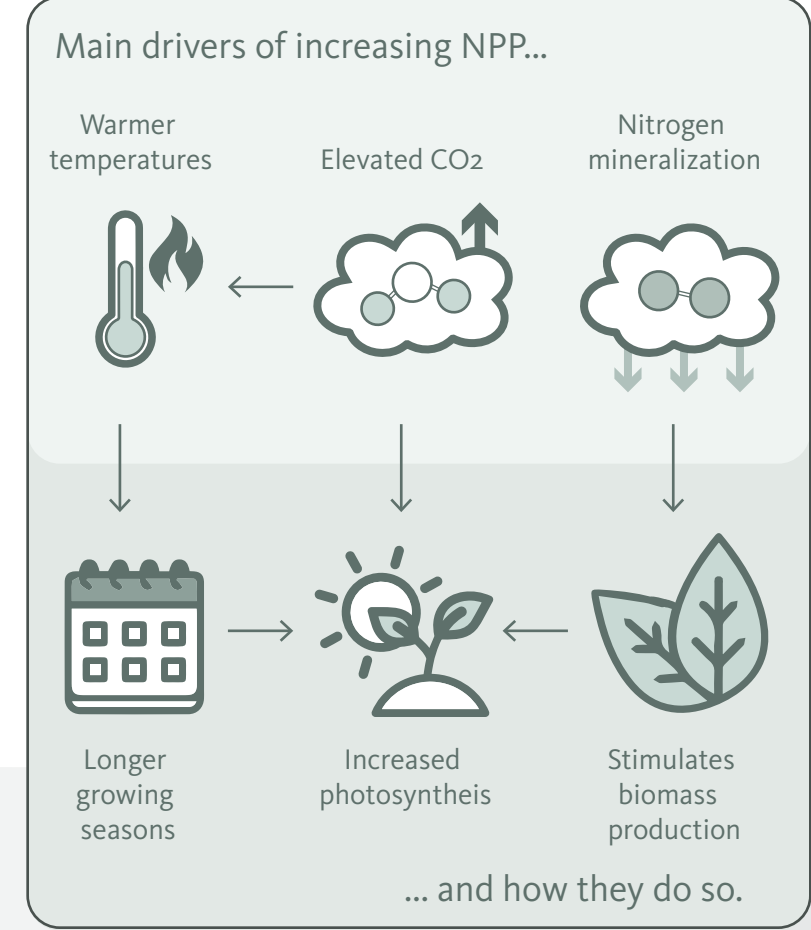 Main drivers of increasing NPP...
Warmer
temperatures
Elevated CO2
Nitrogen
mineralization
Longer
growing
seasons
Increased
photosyntheis
Stimulates
biomass
production
... and how they do so.